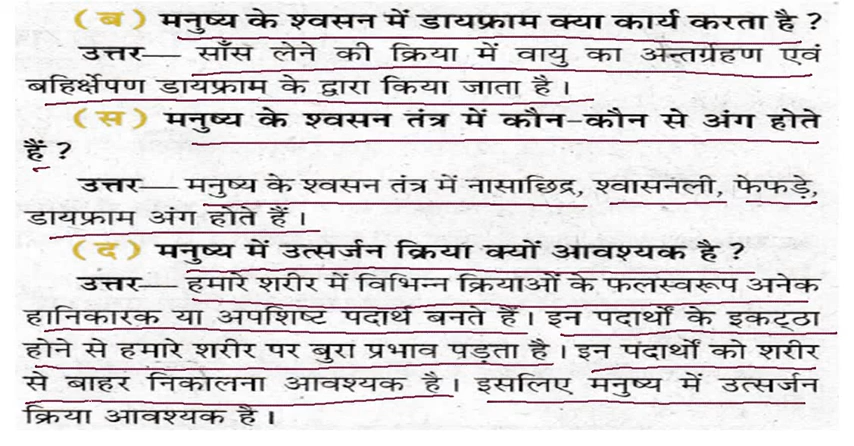 ( ब ) मनुष्य के श्वसन में डायफ्राम क्या कार्य करता है ?
उत्तर— साँस लेने की क्रिया में वायु का अन्तर्ग्रहण एवं
बहिर्क्षेपण डायफ्राम के द्वारा किया जाता है।
( स ) मनुष्य के श्वसन तंत्र में कौन-कौन से अंग होते
हैं ?
उत्तर— मनुष्य के श्वसन तंत्र में नासाछिद्र, श्वासनली, फेफड़े,
डायफ्राम अंग होते हैं।
( द ) मनुष्य में उत्सर्जन क्रिया क्यों आवश्यक है ?
उत्तर— हमारे शरीर में विभिन्न क्रियाओं के फलस्वरूप अनेक
हानिकारक या अपशिष्ट पदार्थ बनते हैं। इन पदार्थों के इकट्ठा
होने से हमारे शरीर पर बुरा प्रभाव पड़ता है। इन पदार्थों को शरीर
से बाहर निकालना आवश्यक है। इसलिए मनुष्य में उत्सर्जन
क्रिया आवश्यक है।